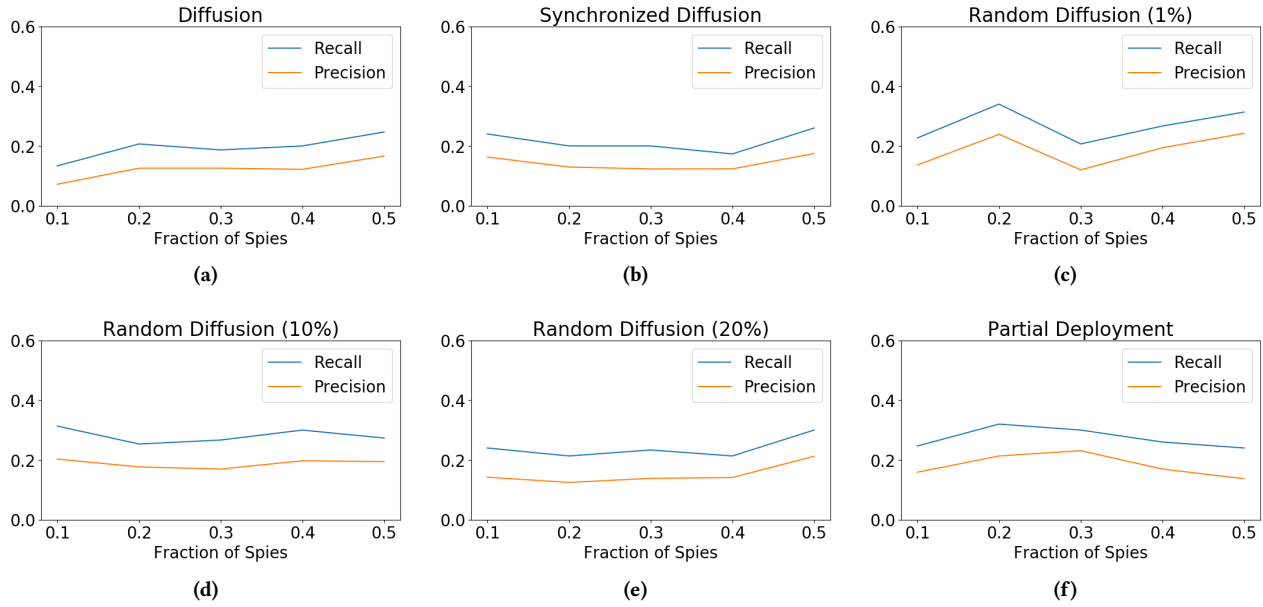 Diffusion
0.6
0.4
0.2
0.0
Recall
Precision
0.1 0.2 0.3 0.4 0.5
Fraction of Spies
(a)
Synchronized Diffusion
0.6
0.4
0.2
0.0
Recall
Precision
0.1 0.2 0.3 0.4 0.5
Fraction of Spies
(b)
Random Diffusion (1%)
0.6
0.4
0.2
0.0
Recall
Precision
0.1 0.2 0.3 0.4 0.5
Fraction of Spies
(c)
Random Diffusion (10%)
0.6
0.4
0.2
0.0
Recall
Precision
0.1 0.2 0.3 0.4 0.5
Fraction of Spies
(d)
Random Diffusion (20%)
0.6
0.4
0.2
0.0
Recall
Precision
0.1 0.2 0.3 0.4 0.5
Fraction of Spies
(e)
Partial Deployment
0.6
0.4
0.2
0.0
Recall
Precision
0.1 0.2 0.3 0.4 0.5
Fraction of Spies
(f)